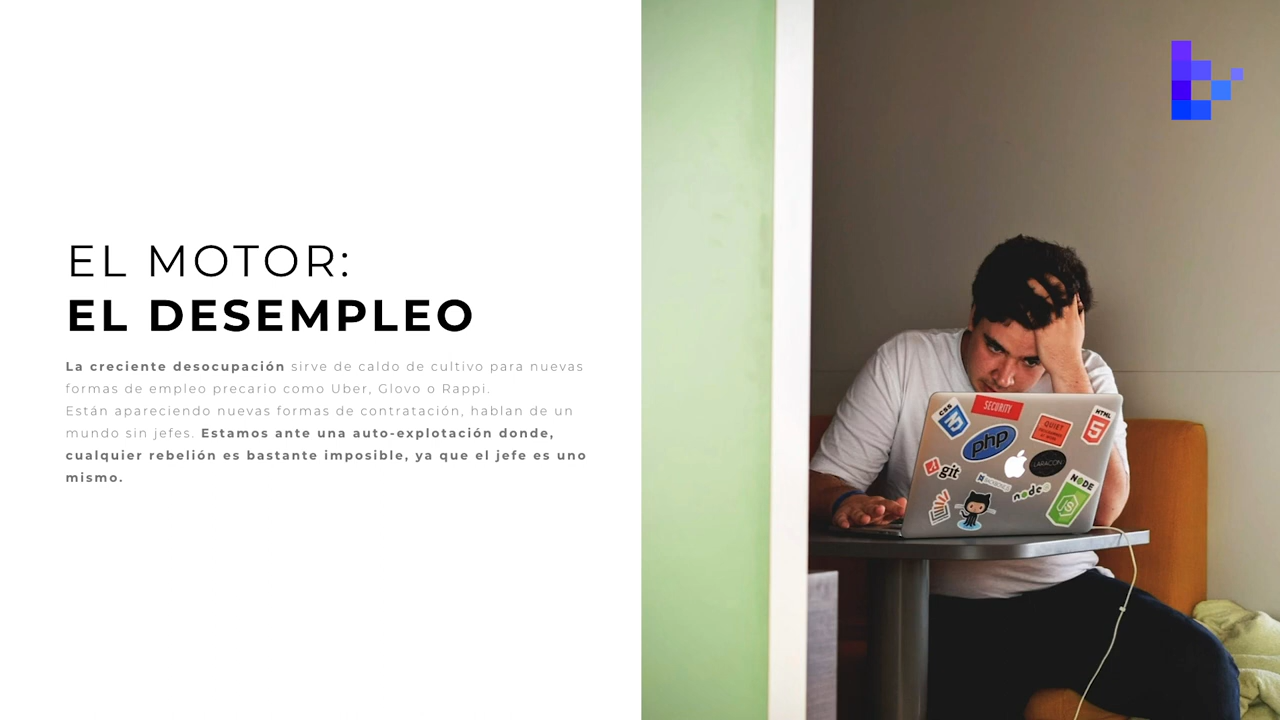 EL MOTOR:
EL DESEMPLEO
La creciente desocupación sirve de caldo de cultivo para nuevas
formas de empleo precario como Uber, Glovo o Rappi.
Están apareciendo nuevas formas de contratación, hablan de un
mundo sin jefes. Estamos ante una auto-explotación donde,
cualquier rebelión es bastante imposible, ya que el jefe es uno
mismo.
CSS
SECURITY
HTML
5
php
QUIET
LARACON
git
NODE
node
JS